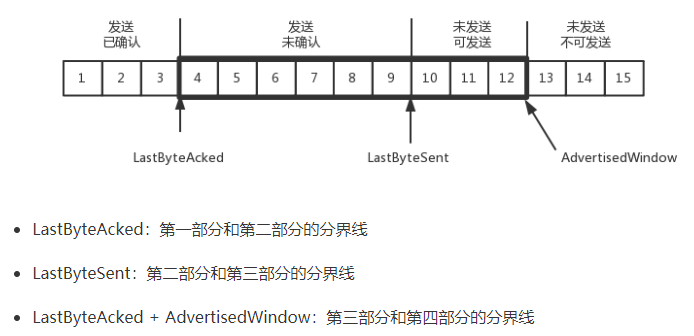 发送 发送 未发送 未发送
已确认 未确认 可发送 不可发送
1 2 3 4 5 6 7 8 9 10 11 12 13 14 15
LastByteAcked LastByteSent AdvertisedWindow
• LastByteAcked：第一部分和第二部分的分界线
• LastByteSent：第二部分和第三部分的分界线
• LastByteAcked + AdvertisedWindow：第三部分和第四部分的分界线